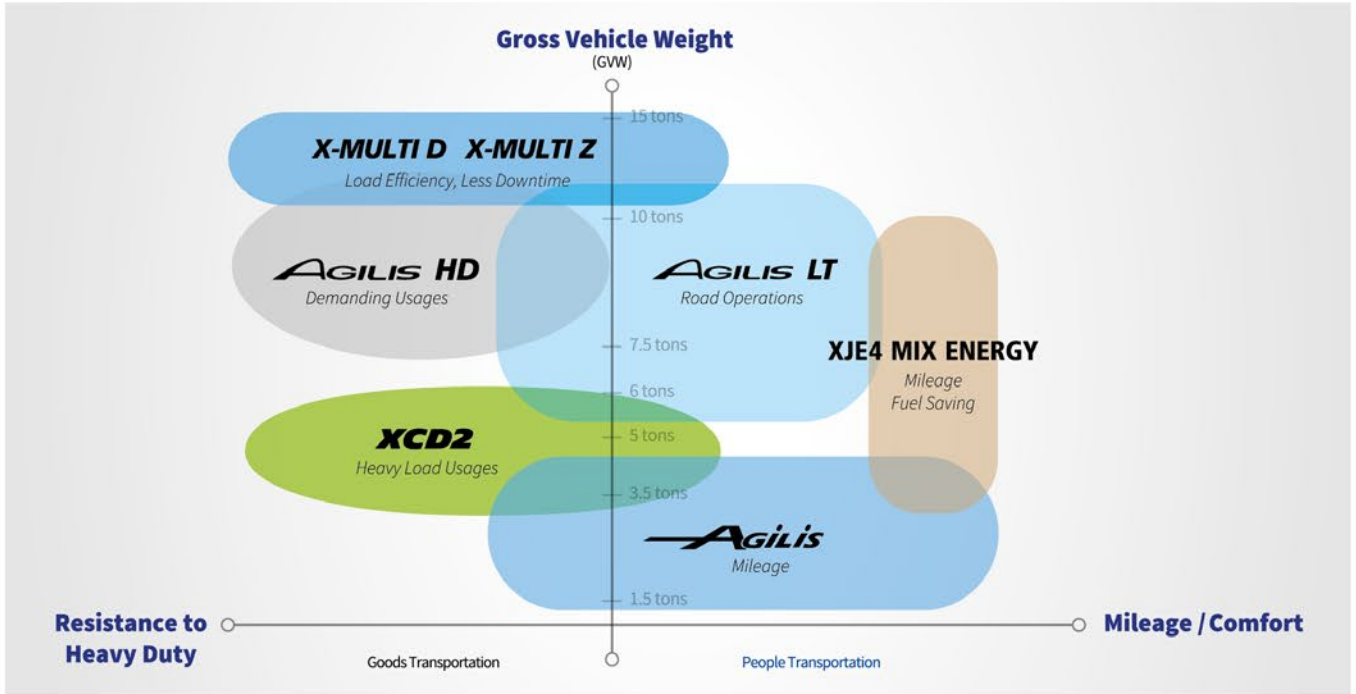 Gross Vehicle Weight
(GVW)
15 tons
X-MULTI D X-MULTI Z
Load Efficiency, Less Downtime
10 tons
AGILIS HD
Demanding Usages
AGILIS LT
Road Operations
7.5 tons
XJE4 MIX ENERGY
Mileage
Fuel Saving
6 tons
5 tons
XCD2
Heavy Load Usages
3.5 tons
AGiLiS
Mileage
1.5 tons
Resistance to
Heavy Duty
Mileage / Comfort
Goods Transportation
People Transportation